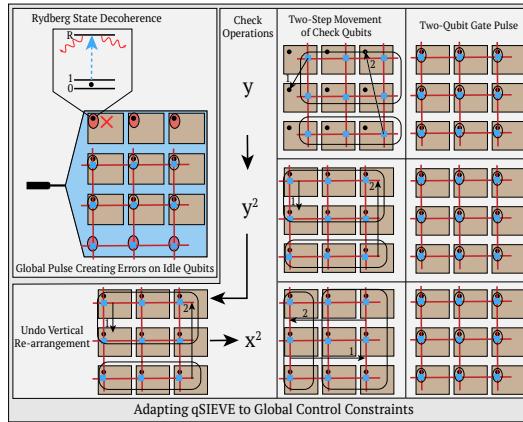 Rydberg State Decoherence
R
1
0
Global Pulse Creating Errors on Idle Qubits
Check
Operations
y
y²
x²
Two-Step Movement
of Check Qubits
1
2
1
2
2
1
Two-Qubit Gate Pulse
Undo Vertical
Re-arrangement
1
2
Adapting qSIEVE to Global Control Constraints